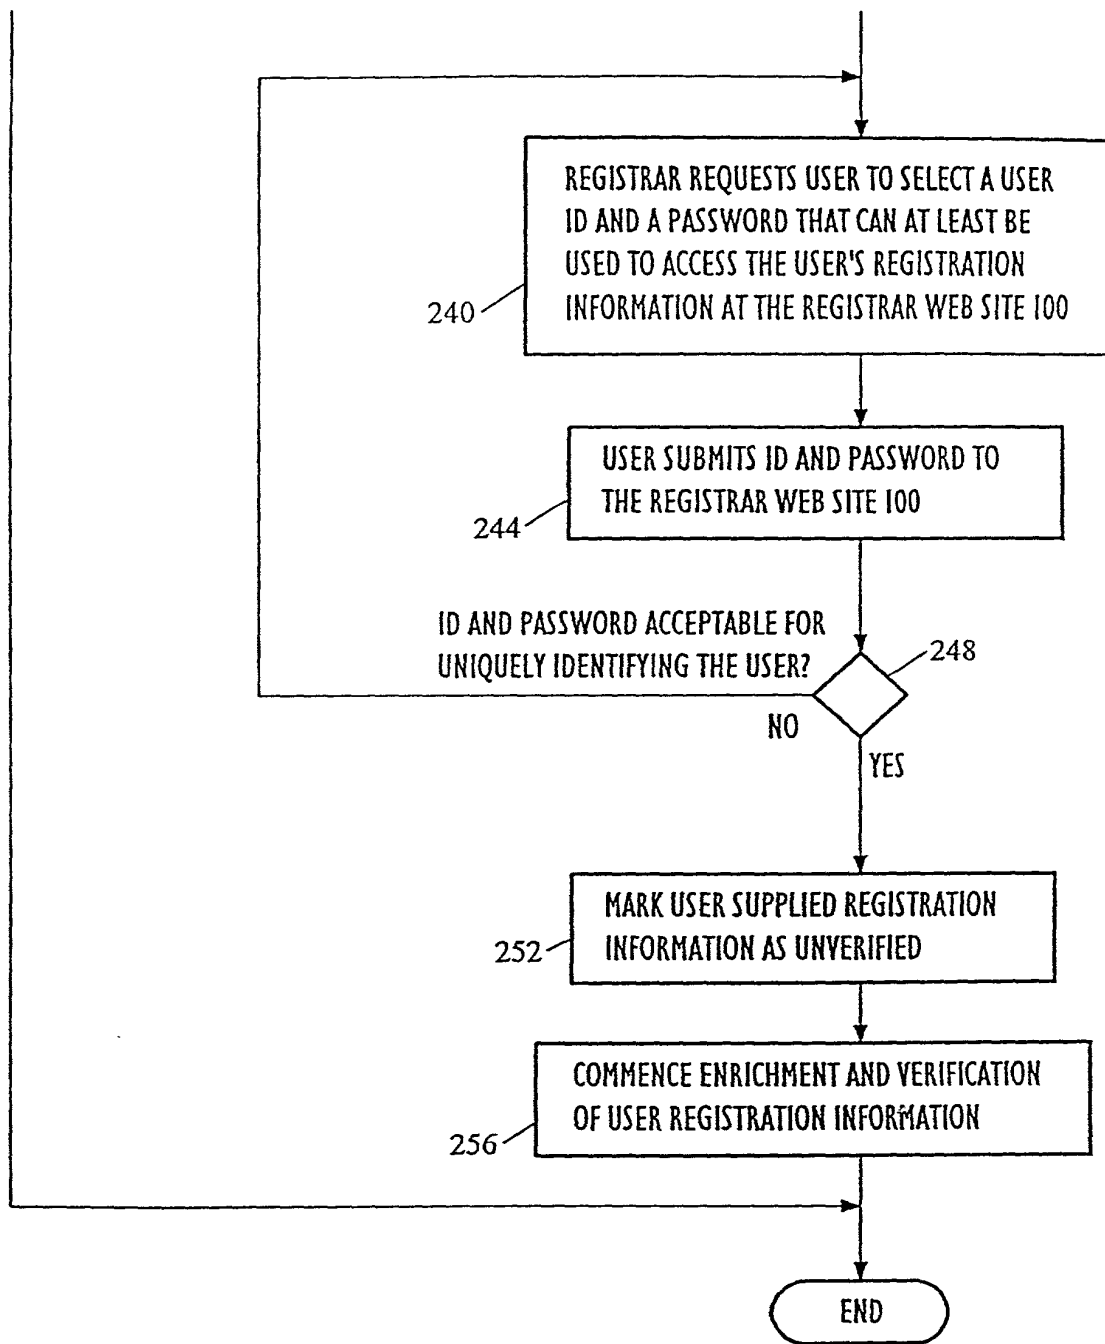 REGISTRAR REQUESTS USER TO SELECT A USER
ID AND A PASSWORD THAT CAN AT LEAST BE
USED TO ACCESS THE USER'S REGISTRATION
INFORMATION AT THE REGISTRAR WEB SITE 100
240
USER SUBMITS ID AND PASSWORD TO
THE REGISTRAR WEB SITE 100
244
ID AND PASSWORD ACCEPTABLE FOR
UNIQUELY IDENTIFYING THE USER?
248
NO
YES
MARK USER SUPPLIED REGISTRATION
INFORMATION AS UNVERIFIED
252
COMMENCE ENRICHMENT AND VERIFICATION
OF USER REGISTRATION INFORMATION
256
END